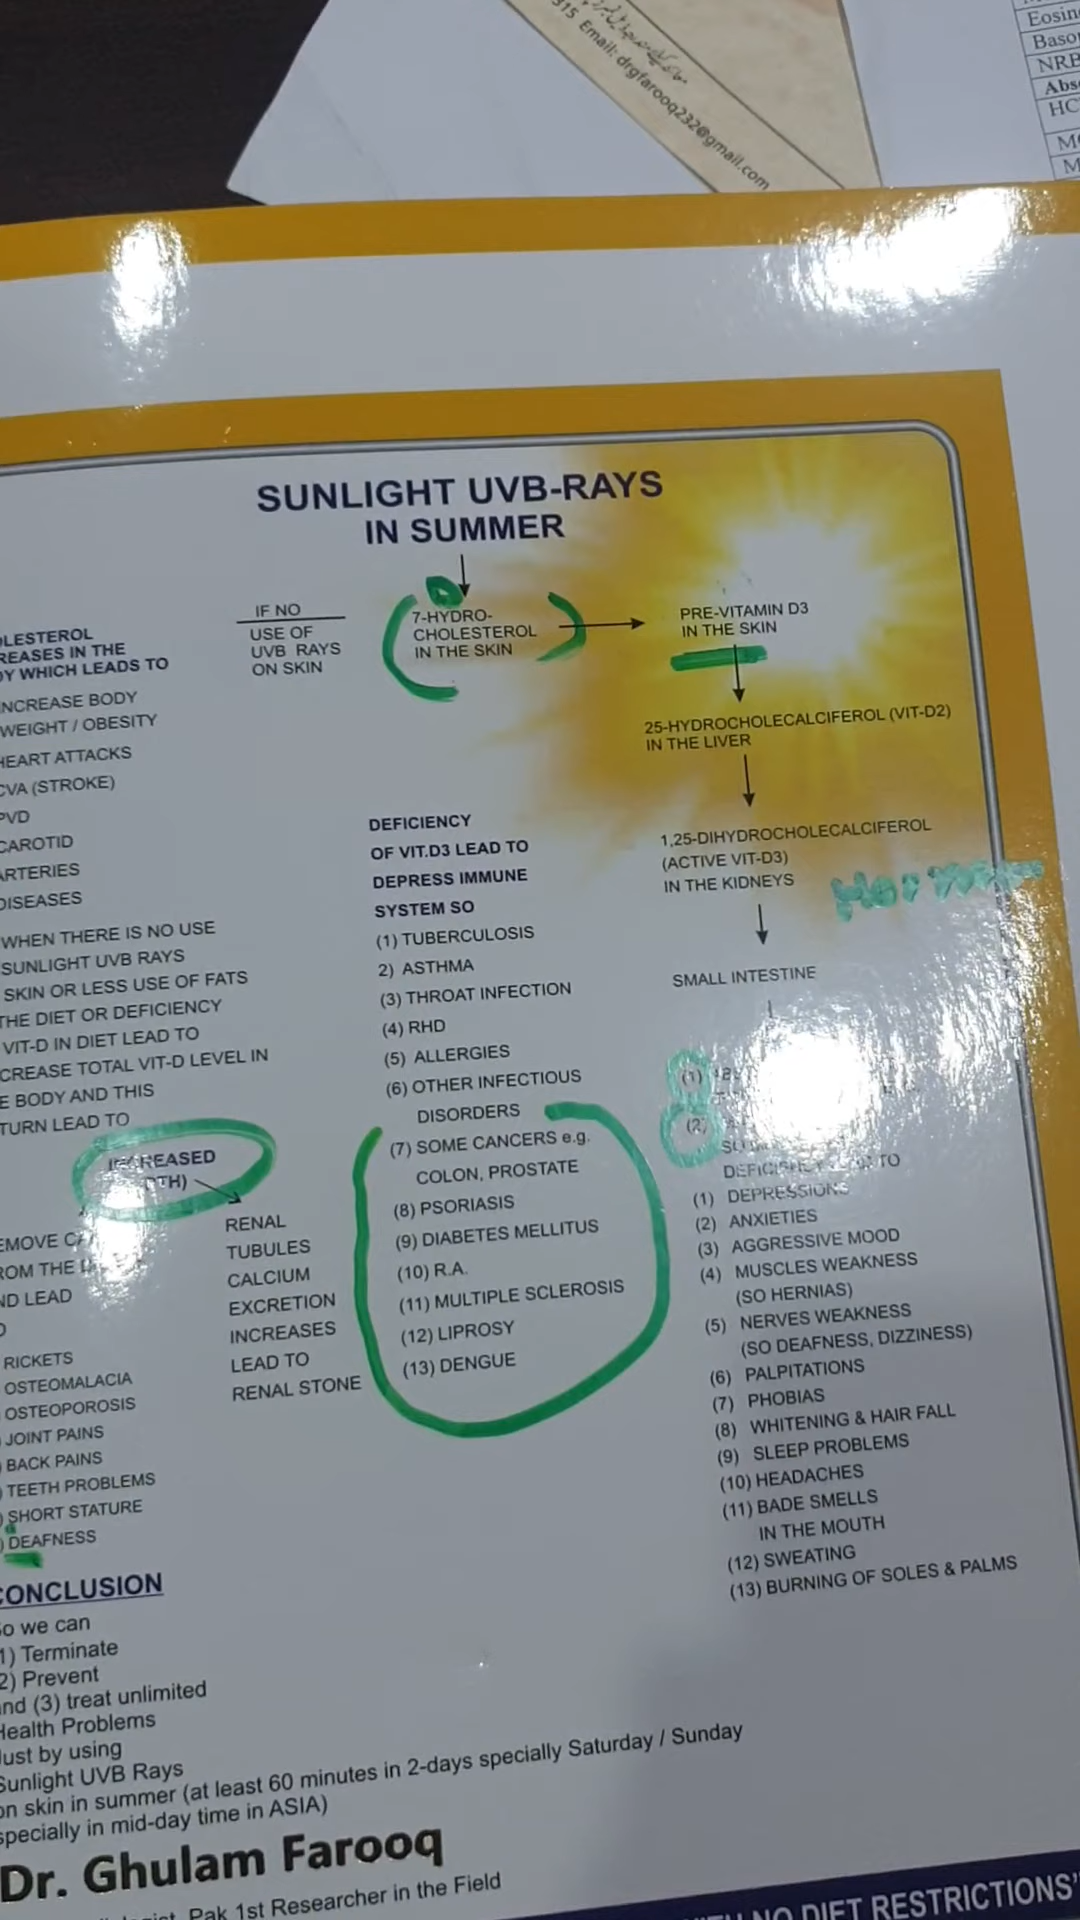 315 Email: drgfarooq232@gmail.com
Eosin
Baso
NRB
Abs
HC
M
M
SUNLIGHT UVB-RAYS
IN SUMMER
IF NO
USE OF
UVB RAYS
ON SKIN
7-HYDRO-
CHOLESTEROL
IN THE SKIN
PRE-VITAMIN D3
IN THE SKIN
25-HYDROCHOLECALCIFEROL (VIT-D2)
IN THE LIVER
1,25-DIHYDROCHOLECALCIFEROL
(ACTIVE VIT-D3)
IN THE KIDNEYS
SMALL INTESTINE
(1)
(2)
TO
(1) DEPRESSIONS
(2) ANXIETIES
(3) AGGRESSIVE MOOD
(4) MUSCLES WEAKNESS
(SO HERNIAS)
(5) NERVES WEAKNESS
(SO DEAFNESS, DIZZINESS)
(6) PALPITATIONS
(7) PHOBIAS
(8) WHITENING & HAIR FALL
(9) SLEEP PROBLEMS
(10) HEADACHES
(11) BADE SMELLS
IN THE MOUTH
(12) SWEATING
(13) BURNING OF SOLES & PALMS
DEFICIENCY
OF VIT.D3 LEAD TO
DEPRESS IMMUNE
SYSTEM SO
(1) TUBERCULOSIS
2) ASTHMA
(3) THROAT INFECTION
(4) RHD
(5) ALLERGIES
(6) OTHER INFECTIOUS
DISORDERS
(7) SOME CANCERS e.g.
COLON, PROSTATE
(8) PSORIASIS
(9) DIABETES MELLITUS
(10) R.A.
(11) MULTIPLE SCLEROSIS
(12) LIPROSY
(13) DENGUE
LESTEROL
REASES IN THE
Y WHICH LEADS TO
NCREASE BODY
WEIGHT / OBESITY
HEART ATTACKS
CVA (STROKE)
PVD
CAROTID
ARTERIES
DISEASES
WHEN THERE IS NO USE
SUNLIGHT UVB RAYS
SKIN OR LESS USE OF FATS
THE DIET OR DEFICIENCY
VIT-D IN DIET LEAD TO
CREASE TOTAL VIT-D LEVEL IN
E BODY AND THIS
TURN LEAD TO
INCREASED
TH)
EMOVE
ROM THE
ND LEAD
RENAL
TUBULES
CALCIUM
EXCRETION
INCREASES
LEAD TO
RENAL STONE
RICKETS
OSTEOMALACIA
OSTEOPOROSIS
JOINT PAINS
BACK PAINS
TEETH PROBLEMS
SHORT STATURE
DEAFNESS
CONCLUSION
So we can
1) Terminate
2) Prevent
and (3) treat unlimited
Health Problems
Just by using
Sunlight UVB Rays
on skin in summer (at least 60 minutes in 2-days specially Saturday / Sunday
specially in mid-day time in ASIA)
Dr. Ghulam Farooq
Pak 1st Researcher in the Field
NO DIET RESTRICTIONS"